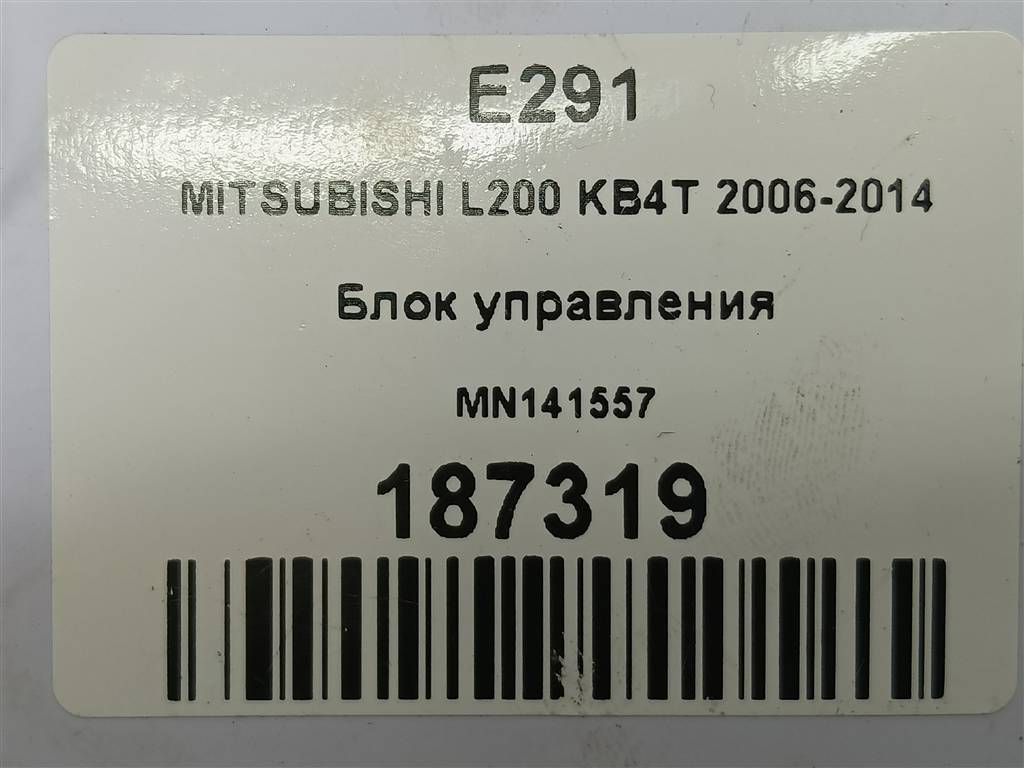 E291
MITSUBISHI L200 KB4T 2006-2014
Блок управления
MN141557
187319